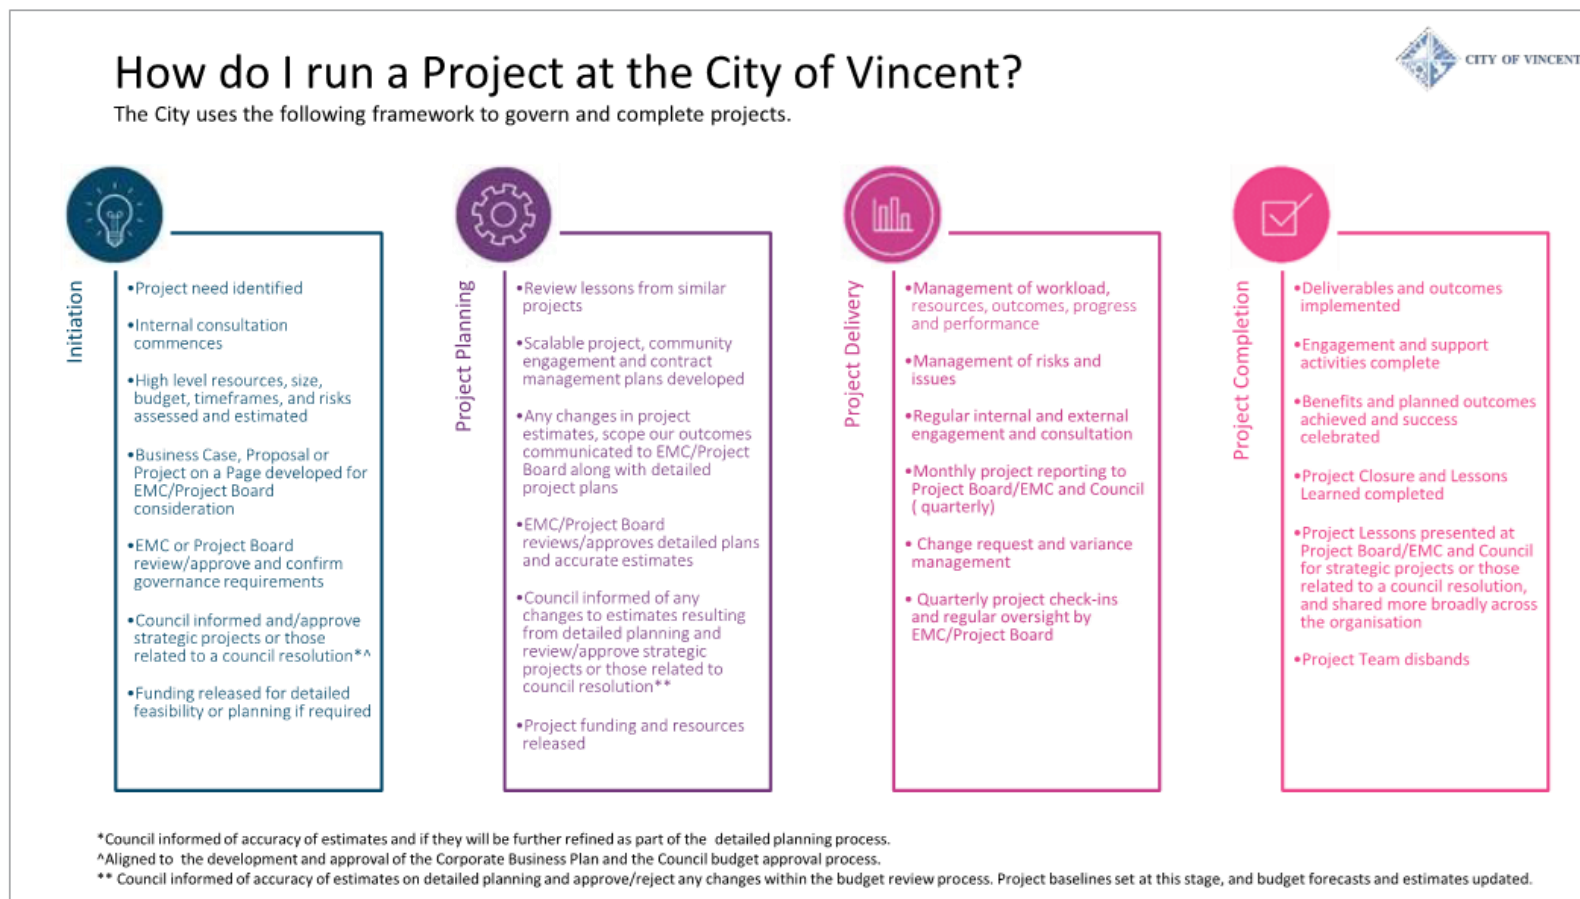 How do I run a Project at the City of Vincent?
The City uses the following framework to govern and complete projects.
CITY OF VINCENT
Initiation
•Project need identified
•Internal consultation
commences
•High level resources, size,
budget, timeframes, and risks
assessed and estimated
•Business Case, Proposal or
Project on a Page developed for
EMC/Project Board
consideration
•EMC or Project Board
review/approve and confirm
governance requirements
•Council informed and/approve
strategic projects or those
related to a council resolution*^
•Funding released for detailed
feasibility or planning if required
Project Planning
•Review lessons from similar
projects
•Scalable project, community
engagement and contract
management plans developed
•Any changes in project
estimates, scope our outcomes
communicated to EMC/Project
Board along with detailed
project plans
•EMC/Project Board
reviews/approves detailed plans
and accurate estimates
•Council informed of any
changes to estimates resulting
from detailed planning and
review/approve strategic
projects or those related to
council resolution**
•Project funding and resources
released
Project Delivery
•Management of workload,
resources, outcomes, progress
and performance
•Management of risks and
issues
•Regular internal and external
engagement and consultation
•Monthly project reporting to
Project Board/EMC and Council
( quarterly)
• Change request and variance
management
• Quarterly project check-ins
and regular oversight by
EMC/Project Board
Project Completion
•Deliverables and outcomes
implemented
•Engagement and support
activities complete
•Benefits and planned outcomes
achieved and success
celebrated
•Project Closure and Lessons
Learned completed
•Project Lessons presented at
Project Board/EMC and Council
for strategic projects or those
related to a council resolution,
and shared more broadly across
the organisation
•Project Team disbands
*Council informed of accuracy of estimates and if they will be further refined as part of the  detailed planning process.
^Aligned to  the development and approval of the Corporate Business Plan and the Council budget approval process.
** Council informed of accuracy of estimates on detailed planning and approve/reject any changes within the budget review process. Project baselines set at this stage, and budget forecasts and estimates updated.